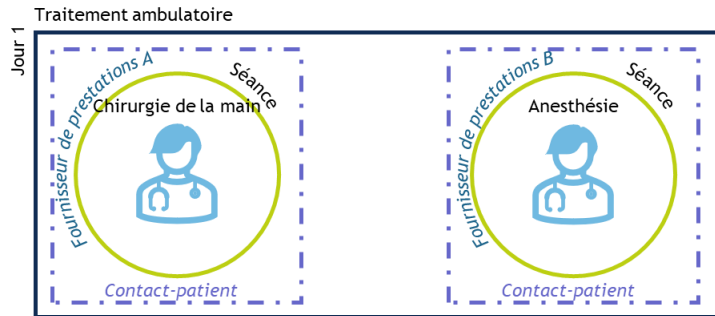 Traitement ambulatoire
Jour 1
Fournisseur de prestations A
Séance
Chirurgie de la main
Contact-patient
Fournisseur de prestations B
Séance
Anesthésie
Contact-patient